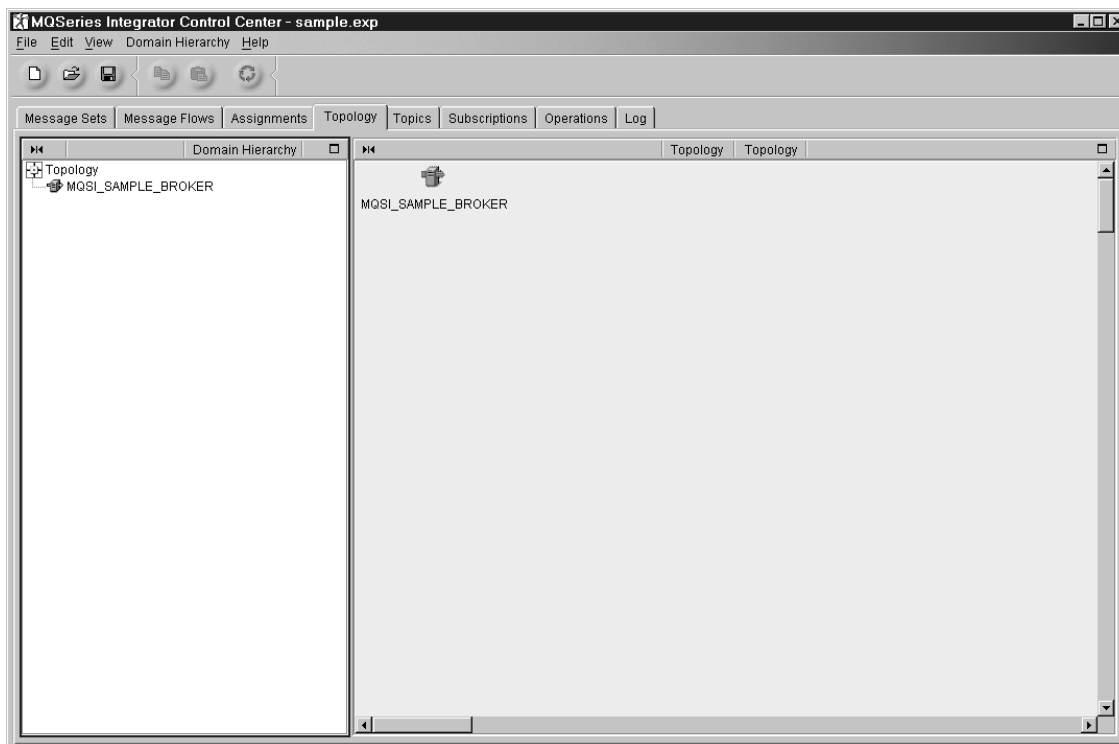 MQSeries Integrator Control Center - sample.exp
File Edit View Domain Hierarchy Help
Message Sets Message Flows Assignments Topology Topics Subscriptions Operations Log
Domain Hierarchy
Topology Topology
Topology
MQSI_SAMPLE_BROKER
MQSI_SAMPLE_BROKER